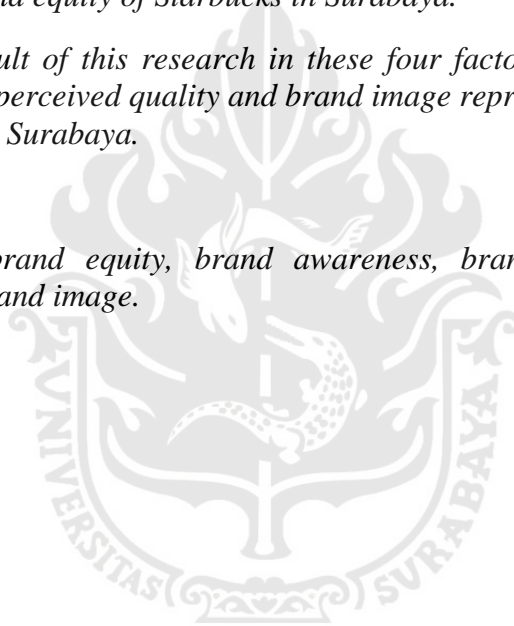 nd equity of Starbucks in Surabaya.
ult of this research in these four facto
perceived quality and brand image repr
Surabaya.
brand equity, brand awareness, bran
and image.
UNIVERSITAS SURABAYA